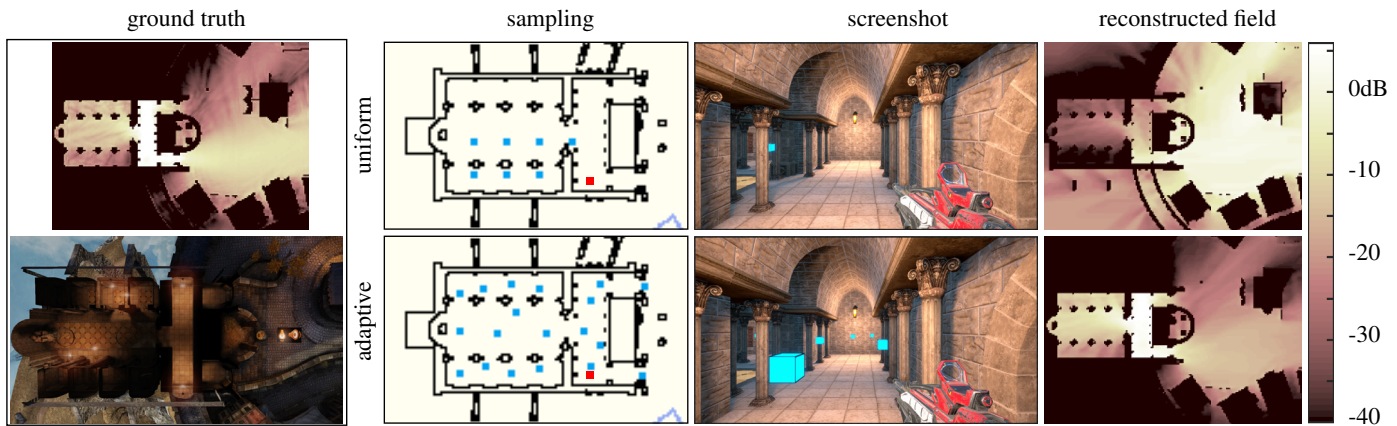 ground truth
sampling
screenshot
reconstructed field
uniform
adaptive
0dB
-10
-20
-30
-40